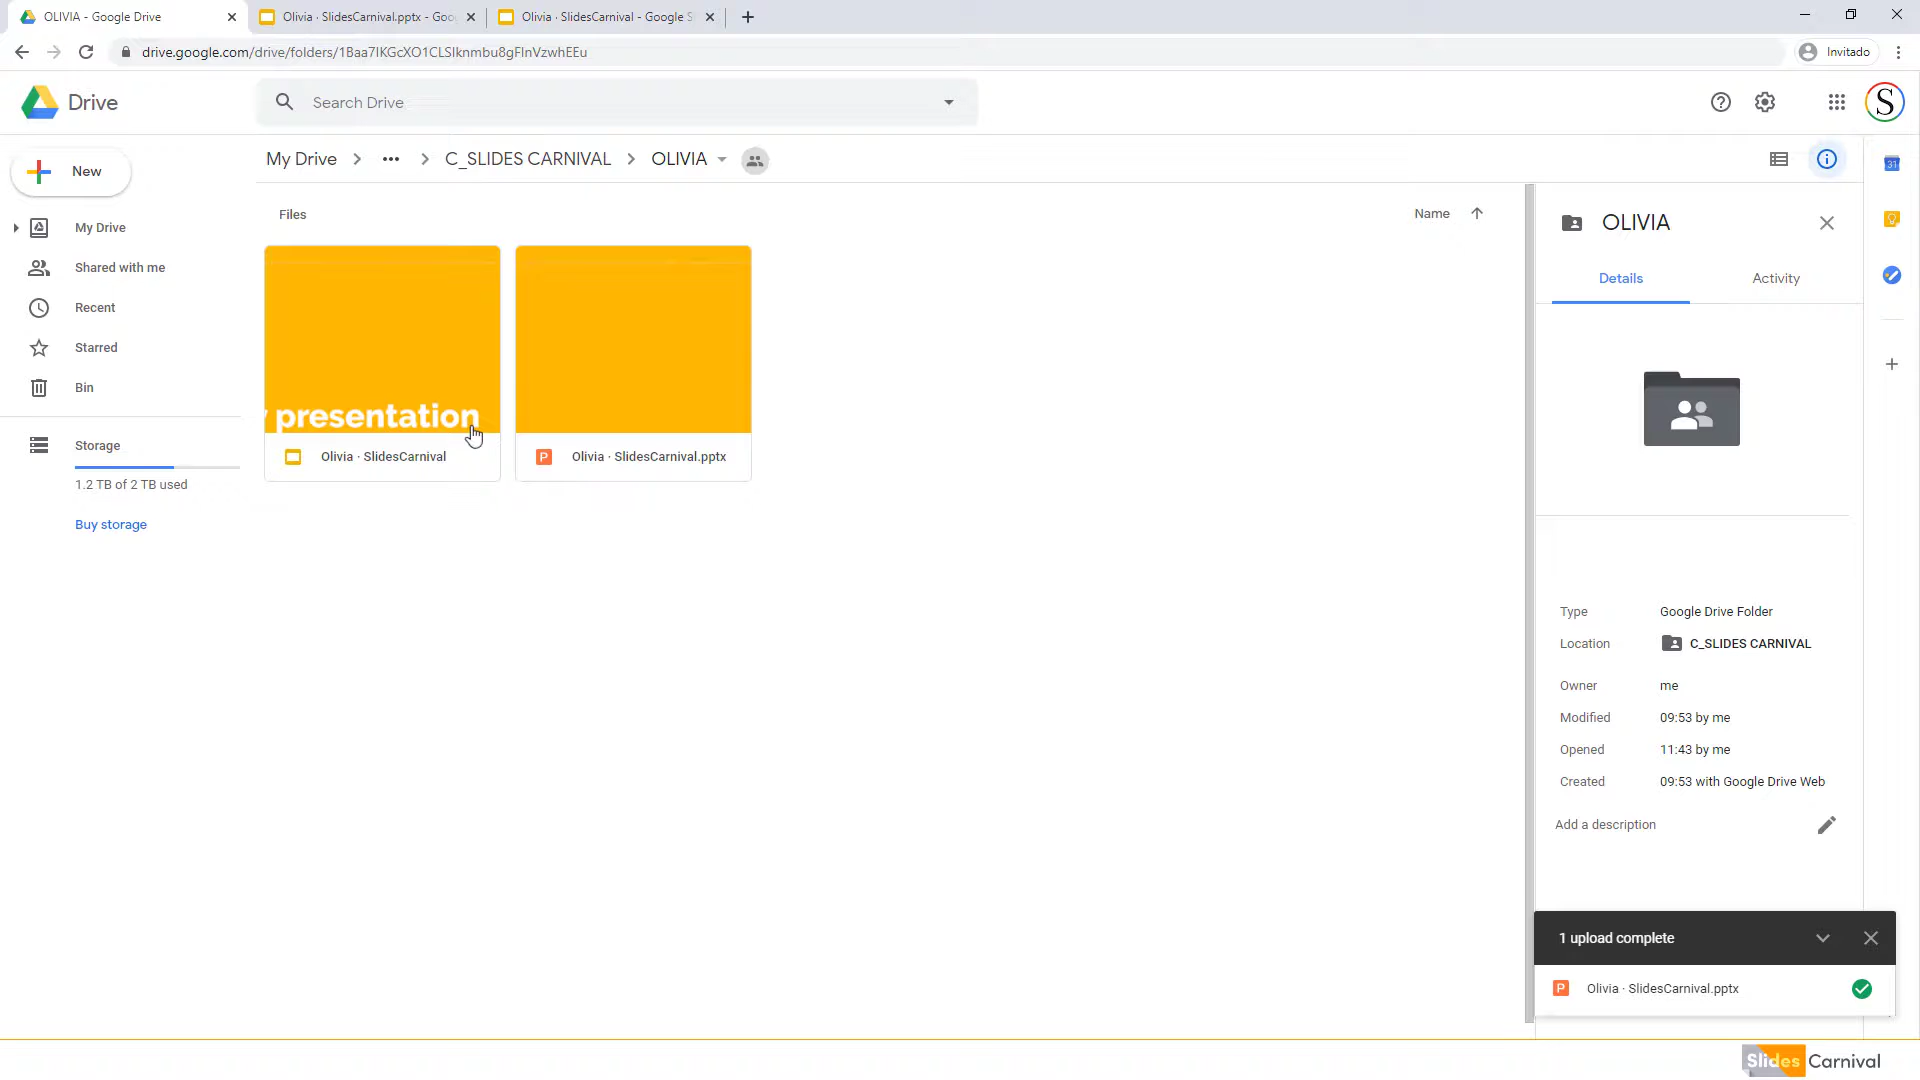 OLIVIA - Google Drive
Olivia · SlidesCarnival.pptx - Goo
Olivia · SlidesCarnival - Google S
drive.google.com/drive/folders/1Baa7IKGcXO1CLSIknmbu8gFInVzwhEEu
Invitado
Drive
Search Drive
S
New
My Drive
Shared with me
Recent
Starred
Bin
Storage
1.2 TB of 2 TB used
Buy storage
My Drive > ••• > C_SLIDES CARNIVAL > OLIVIA
Files
Name
presentation
Olivia · SlidesCarnival
P Olivia · SlidesCarnival.pptx
OLIVIA
Details Activity
Type Google Drive Folder
Location C_SLIDES CARNIVAL
Owner me
Modified 09:53 by me
Opened 11:43 by me
Created 09:53 with Google Drive Web
Add a description
31
1 upload complete
P Olivia · SlidesCarnival.pptx
Slides Carnival